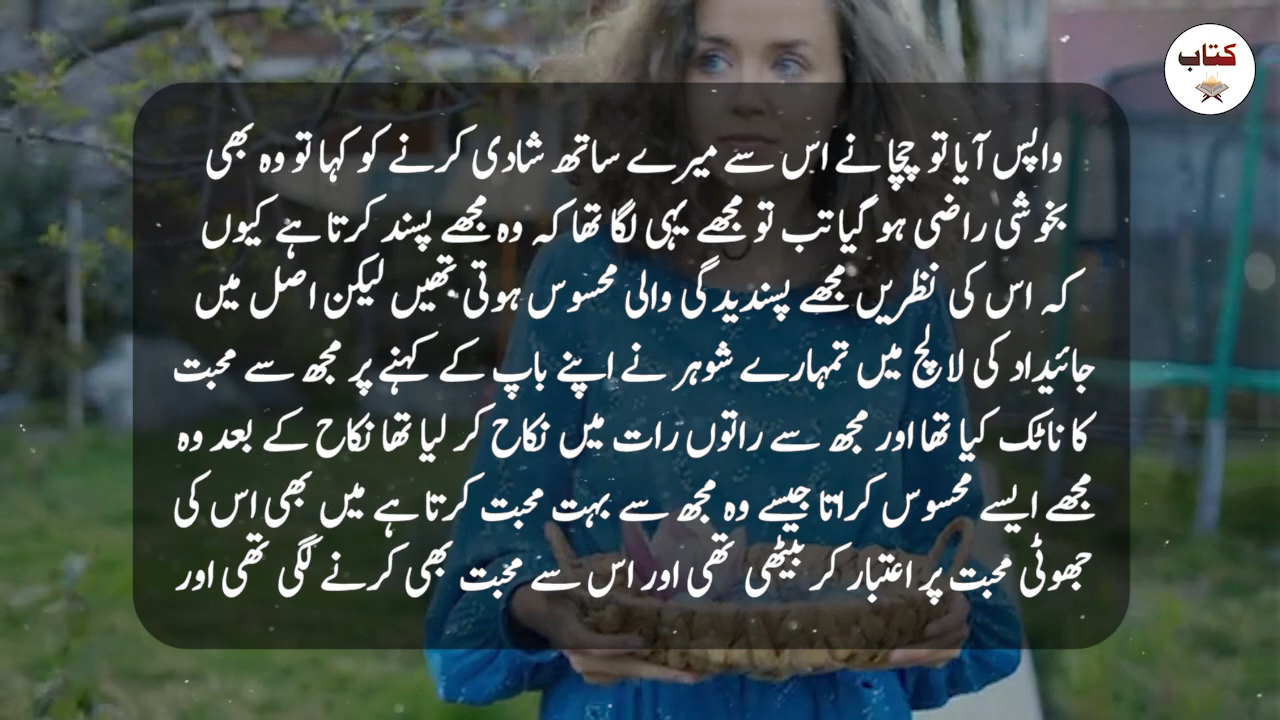 کتاب
واپس آیا تو چچا نے اس سے میرے ساتھ شادی کرنے کو کہا تو وہ بھی
بخوشی راضی ہو گیا تب تو مجھے یہی لگا تھا کہ وہ مجھے پسند کرتا ہے کیوں
کہ اس کی نظریں مجھے پسندیدگی والی محسوس ہوتی تھیں لیکن اصل میں
جائیداد کی لالچ میں تمہارے شوہر نے اپنے باپ کے کہنے پر مجھ سے محبت
کا ناٹک کیا تھا اور مجھ سے راتوں رات میں نکاح کر لیا تھا نکاح کے بعد وہ
مجھے ایسے محسوس کراتا جیسے وہ مجھ سے بہت محبت کرتا ہے میں بھی اس کی
جھوٹی محبت پر اعتبار کر بیٹھی تھی اور اس سے محبت بھی کرنے لگی تھی اور